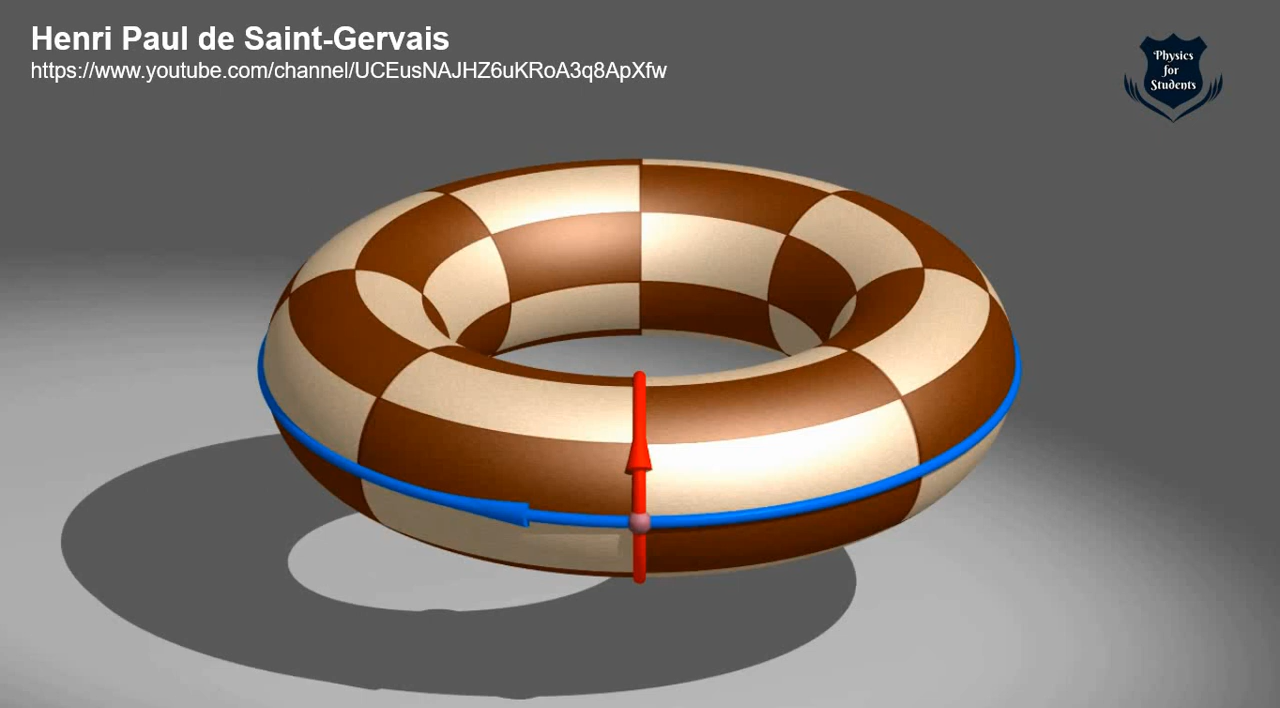 Henri Paul de Saint-Gervais
https://www.youtube.com/channel/UCEusNAJHZ6uKRoA3q8ApXfw
Physics
for
Students